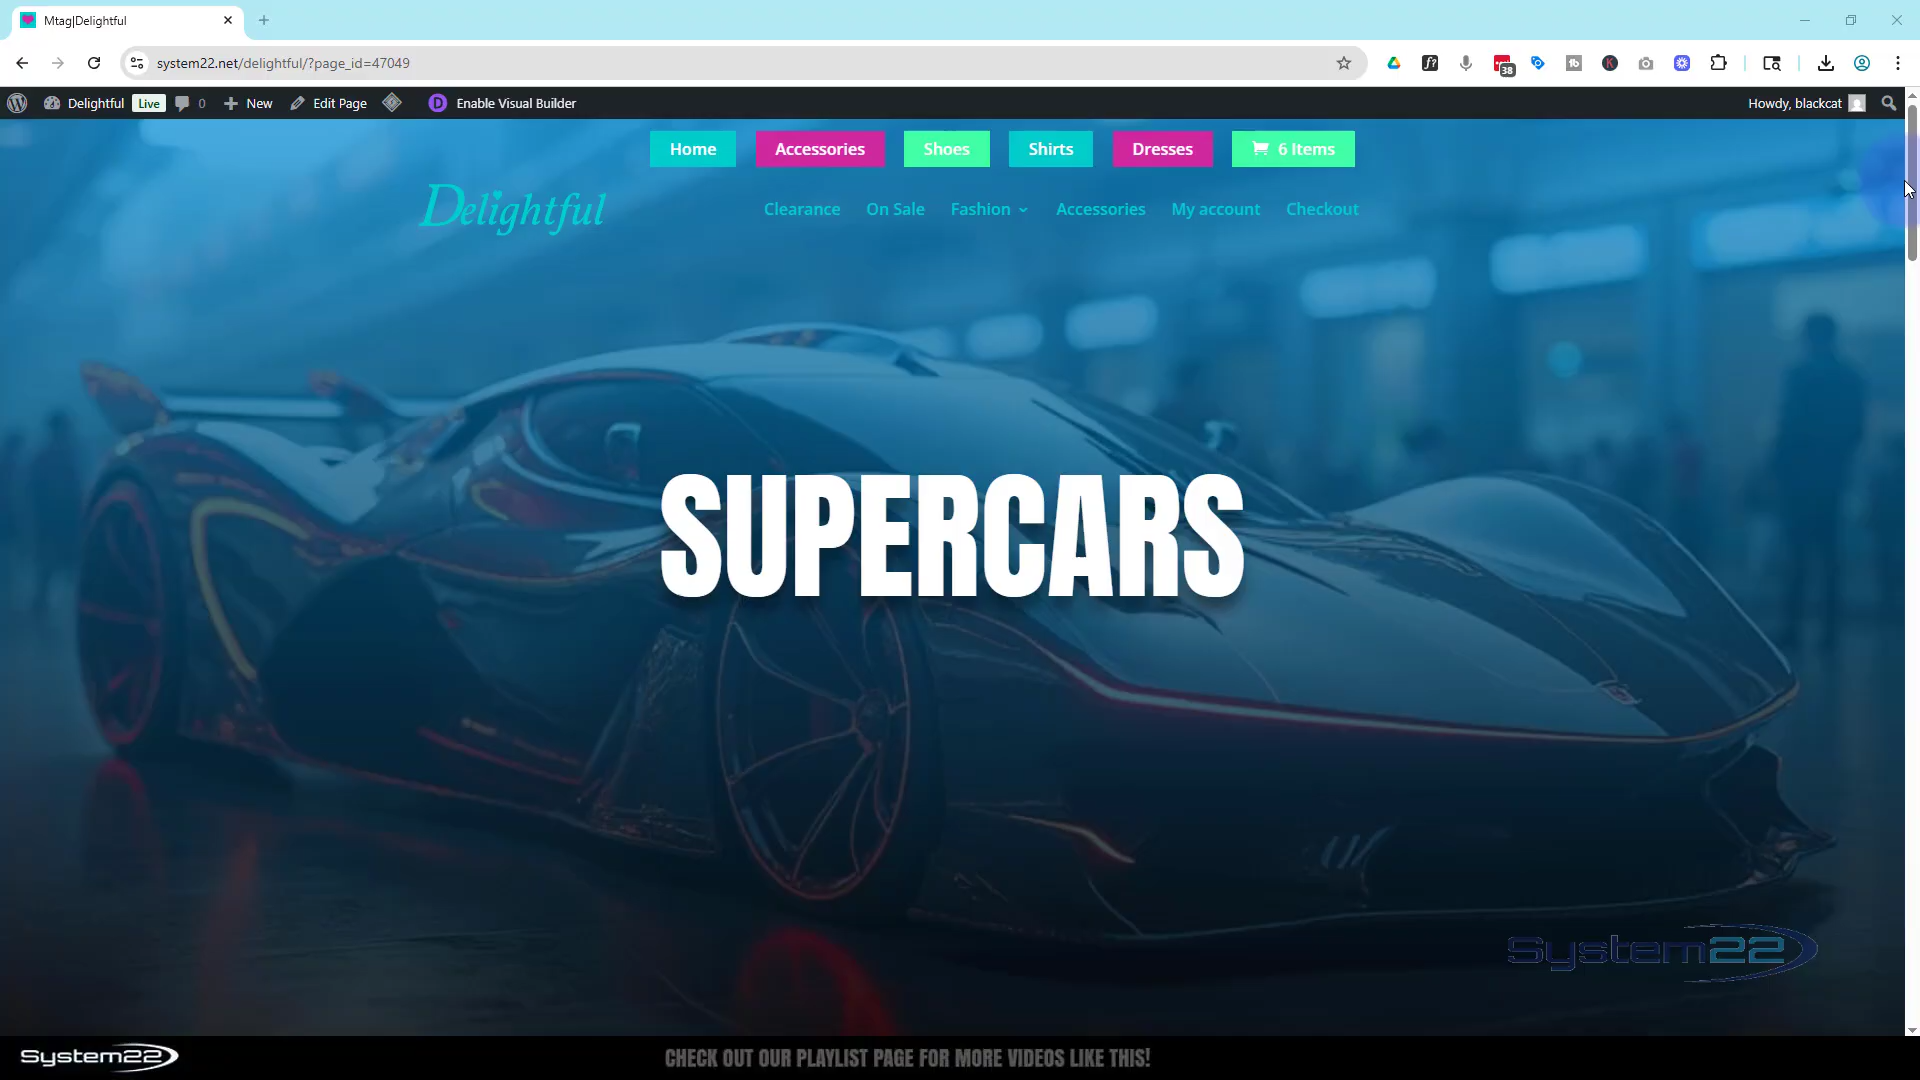 Mtag|Delightful
system22.net/delightful/?page_id=47049
38
Delightful Live 0 New Edit Page D Enable Visual Builder Howdy, blackcat
Home Accessories Shoes Shirts Dresses 6 Items
Delightful
Clearance On Sale Fashion Accessories My account Checkout
SUPERCARS
System22
System22
CHECK OUT OUR PLAYLIST PAGE FOR MORE VIDEOS LIKE THIS!